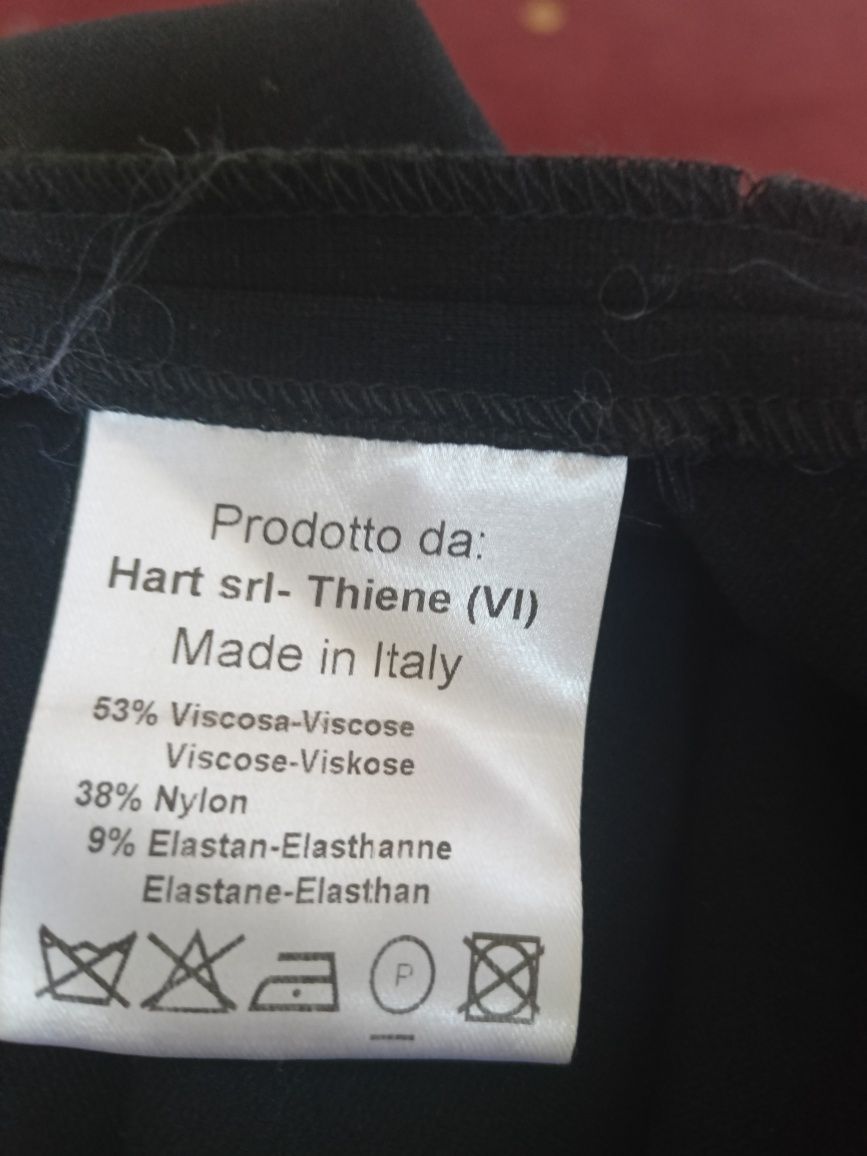 Prodotto da:
Hart srl- Thiene (VI)
Made in Italy
53% Viscosa-Viscose
Viscose-Viskose
38% Nylon
9% Elastan-Elasthanne
Elastane-Elasthan
P